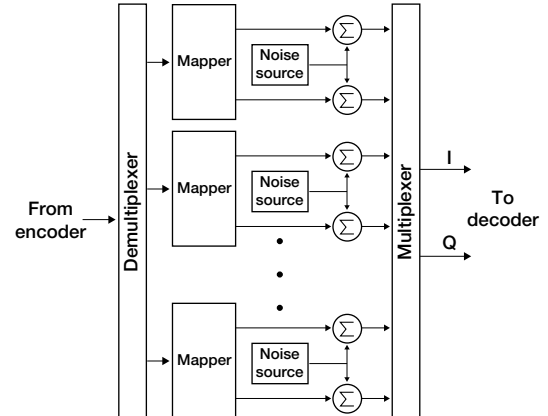 From
encoder
Demultiplexer
Mapper
Noise
source
Σ
Σ
Mapper
Noise
source
Σ
Σ
Mapper
Noise
source
Σ
Σ
Multiplexer
I
Q
To
decoder